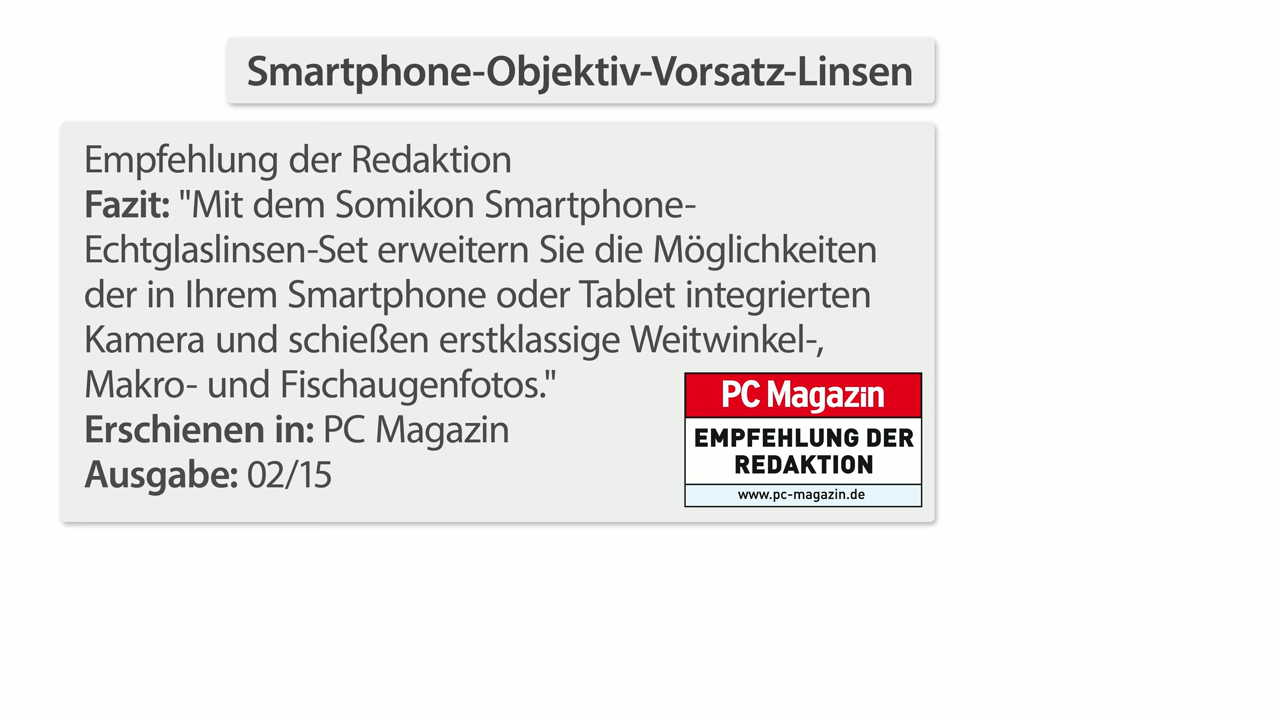 Smartphone-Objektiv-Vorsatz-Linsen
Empfehlung der Redaktion
Fazit: "Mit dem Somikon Smartphone-
Echtglaslinsen-Set erweitern Sie die Möglichkeiten
der in Ihrem Smartphone oder Tablet integrierten
Kamera und schießen erstklassige Weitwinkel-,
Makro- und Fischaugenfotos."
Erschienen in: PC Magazin
Ausgabe: 02/15
PC Magazin
EMPFEHLUNG DER
REDAKTION
www.pc-magazin.de